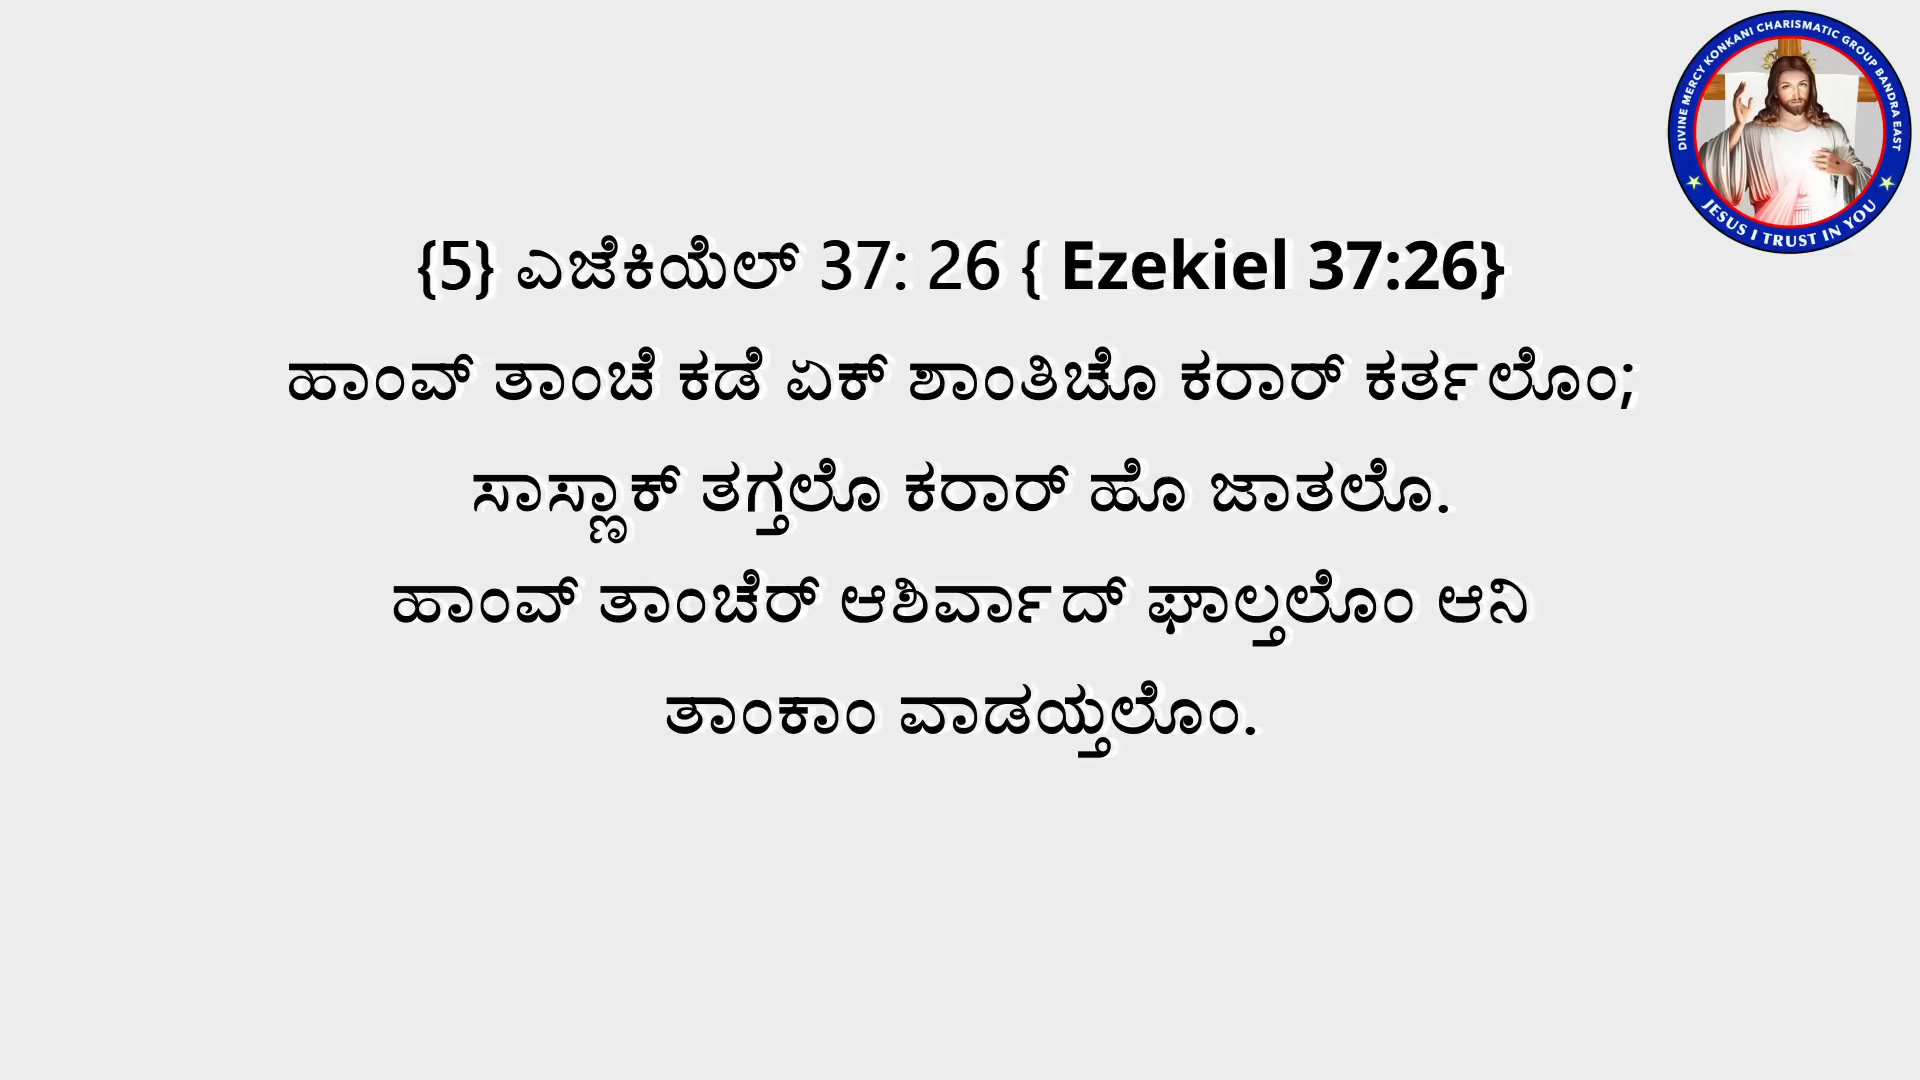 DIVINE MERCY KONKANI CHARISMATIC GROUP BANDRA EAST
JESUS I TRUST IN YOU
{5} ಎಜೆಕಿಯೆಲ್ 37: 26 { Ezekiel 37:26}
ಹಾಂವ್ ತಾಂಚೆ ಕಡೆ ಏಕ್ ಶಾಂತಿಚೊ ಕರಾರ್ ಕರ್ತಲೊಂ;
ಸಾಸ್ಣಾಕ್ ತಗ್ತಲೊ ಕರಾರ್ ಹೊ ಜಾತಲೊ.
ಹಾಂವ್ ತಾಂಚೆರ್ ಆಶಿರ್ವಾದ್ ಘಾಲ್ತಲೊಂ ಆನಿ
ತಾಂಕಾಂ ವಾಡಯ್ತಲೊಂ.